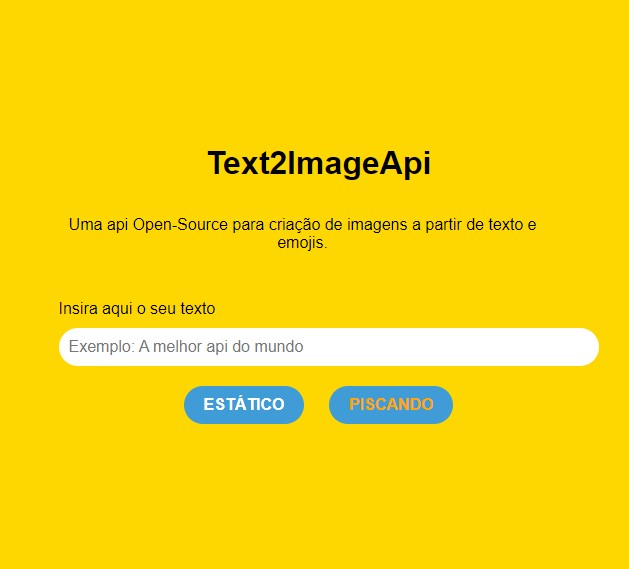 Text2ImageApi
Uma api Open-Source para criação de imagens a partir de texto e
emojis.
Insira aqui o seu texto
Exemplo: A melhor api do mundo
ESTÁTICO PISCANDO